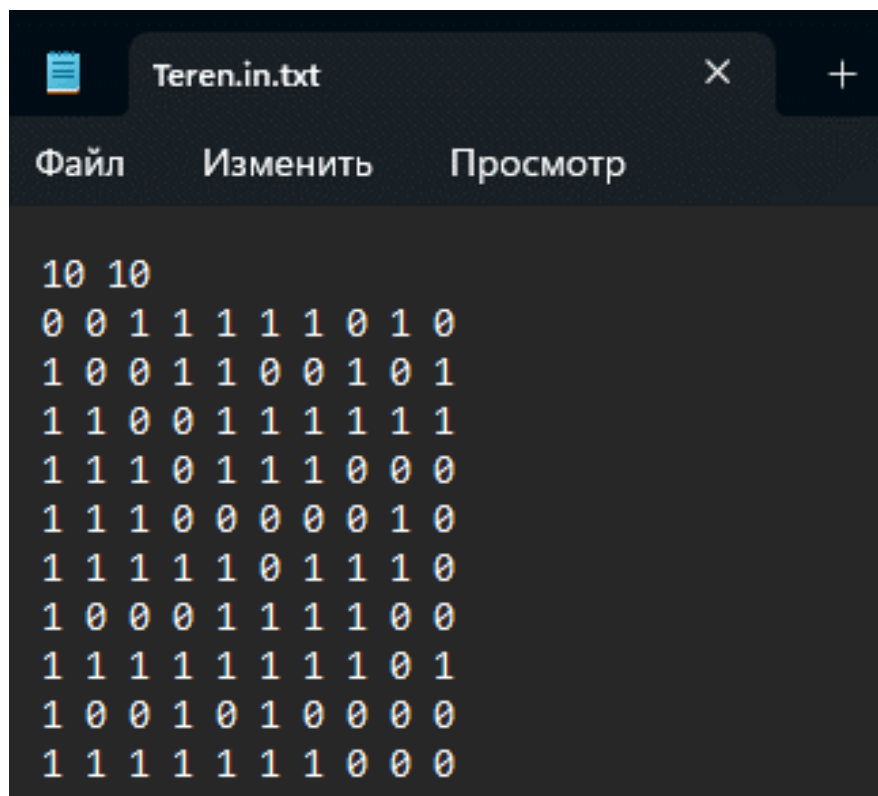 Teren.in.txt
Файл Изменить Просмотр
10 10
0 0 1 1 1 1 1 0 1 0
1 0 0 1 1 0 0 1 0 1
1 1 0 0 1 1 1 1 1 1
1 1 1 0 1 1 1 0 0 0
1 1 1 0 0 0 0 0 1 0
1 1 1 1 1 0 1 1 1 0
1 0 0 0 1 1 1 1 0 0
1 1 1 1 1 1 1 1 0 1
1 0 0 1 0 1 0 0 0 0
1 1 1 1 1 1 1 0 0 0